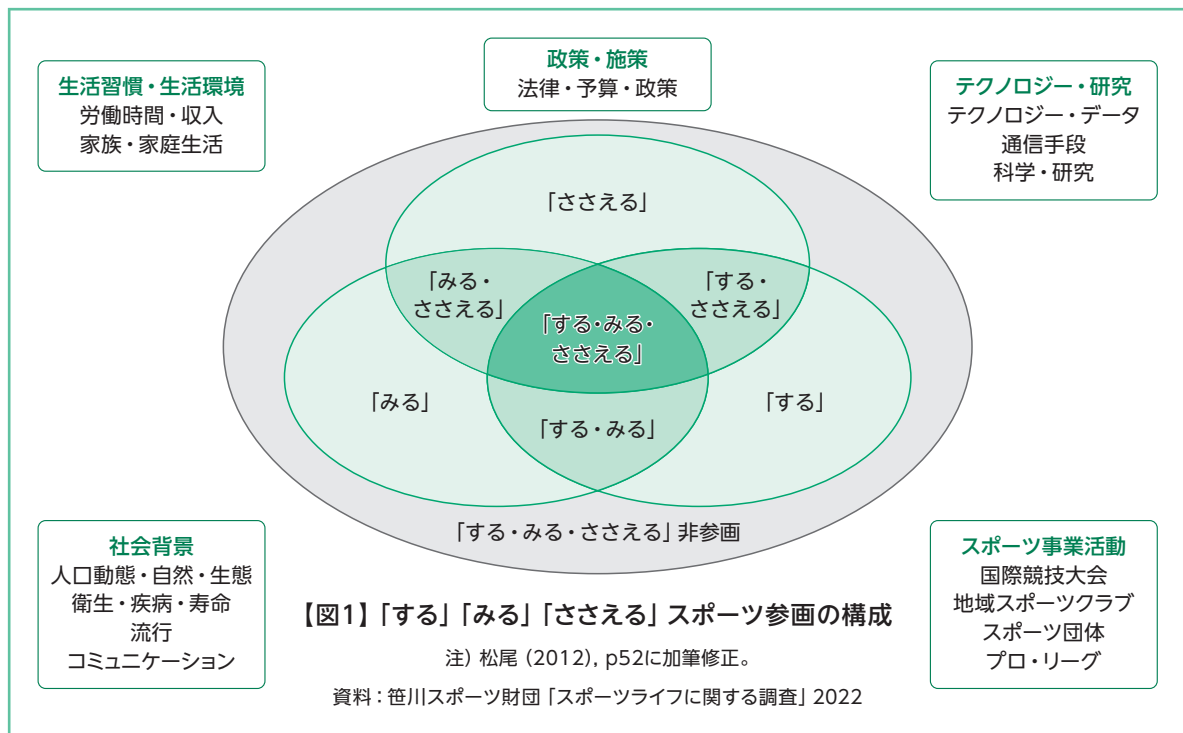 政策・施策
法律・予算・政策
生活習慣・生活環境
労働時間・収入
家族・家庭生活
テクノロジー・研究
テクノロジー・データ
通信手段
科学・研究
「ささえる」
「みる・
ささえる」
「する・
ささえる」
「する・みる・
ささえる」
「みる」
「する」
「する・みる」
「する・みる・ささえる」非参画
社会背景
人口動態・自然・生態
衛生・疾病・寿命
流行
コミュニケーション
スポーツ事業活動
国際競技大会
地域スポーツクラブ
スポーツ団体
プロ・リーグ
【図1】「する」「みる」「ささえる」スポーツ参画の構成
注）松尾（2012）, p52に加筆修正。
資料：笹川スポーツ財団「スポーツライフに関する調査」2022